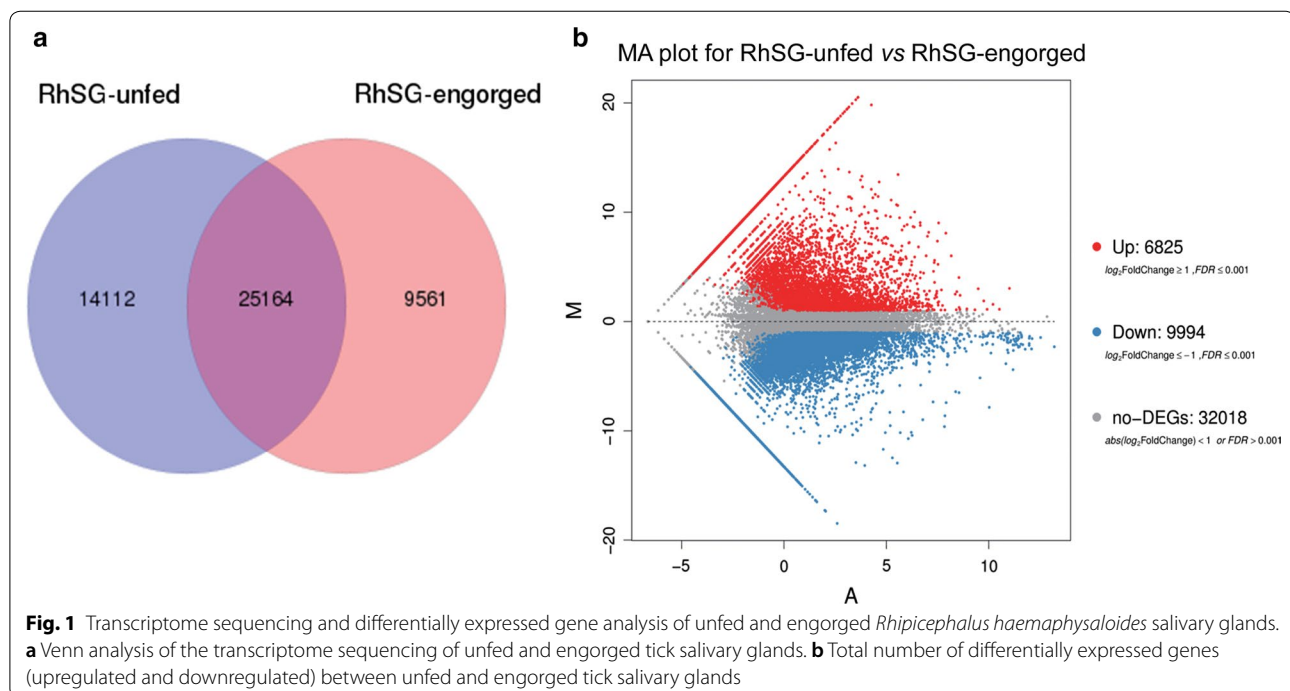 a
RhSG-unfed
RhSG-engorged
14112
25164
9561
b
MA plot for RhSG-unfed vs RhSG-engorged
M
20
10
0
−10
−20
−5
0
5
10
A
Up: 6825
log2FoldChange ≥ 1 ,FDR ≤ 0.001
Down: 9994
log2FoldChange ≤ −1 ,FDR ≤ 0.001
no−DEGs: 32018
abs(log2FoldChange) < 1 or FDR > 0.001
Fig. 1 Transcriptome sequencing and differentially expressed gene analysis of unfed and engorged Rhipicephalus haemaphysaloides salivary glands.
a Venn analysis of the transcriptome sequencing of unfed and engorged tick salivary glands. b Total number of differentially expressed genes
(upregulated and downregulated) between unfed and engorged tick salivary glands